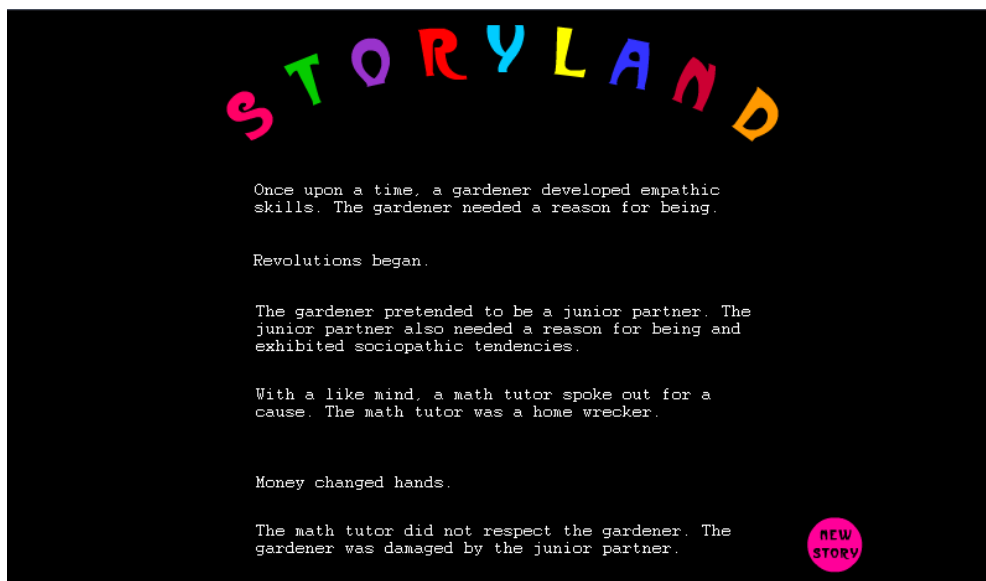 STORYLAND
Once upon a time, a gardener developed empathic
skills. The gardener needed a reason for being.
Revolutions began.
The gardener pretended to be a junior partner. The
junior partner also needed a reason for being and
exhibited sociopathic tendencies.
With a like mind, a math tutor spoke out for a
cause. The math tutor was a home wrecker.
Money changed hands.
The math tutor did not respect the gardener. The
gardener was damaged by the junior partner.
NEW
STORY